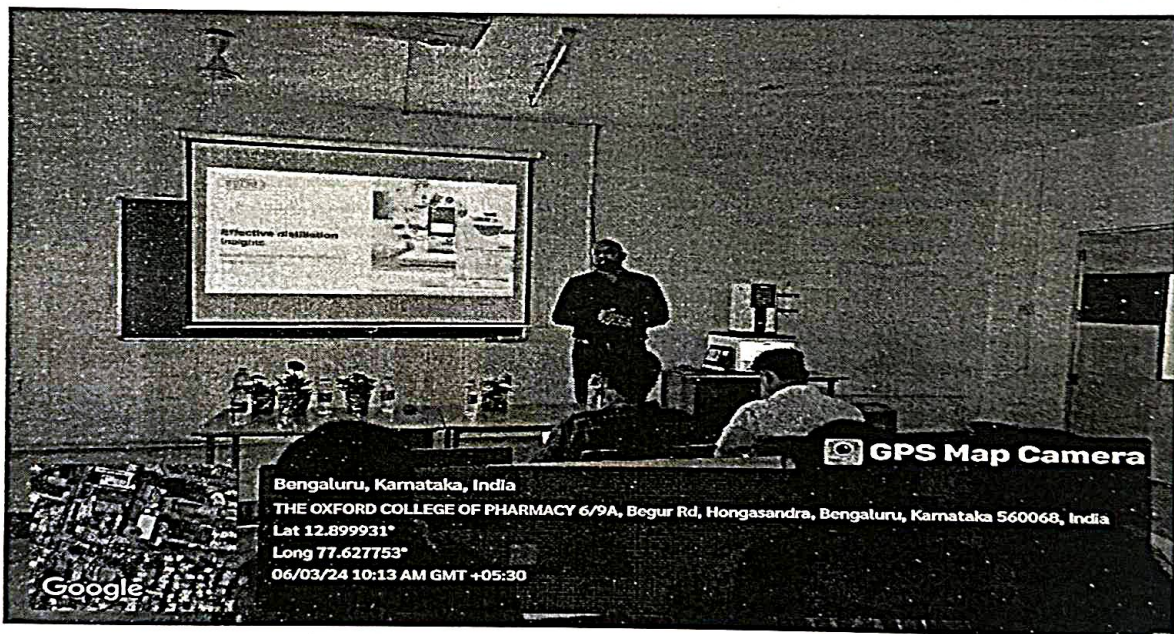 Effective distillation
insights
GPS Map Camera
Bengaluru, Karnataka, India
THE OXFORD COLLEGE OF PHARMACY 6/9A, Begur Rd, Hongasandra, Bengaluru, Karnataka 560068, India
Lat 12.899931°
Long 77.627753°
06/03/24 10:13 AM GMT +05:30
Google